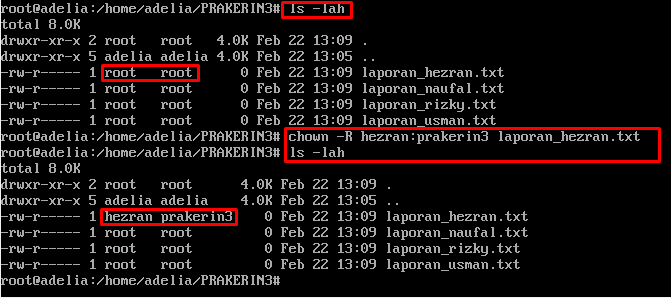 root@adelia:/home/adelia/PRAKERIN3# ls -lah
total 8.0K
drwxr-xr-x 2 root   root   4.0K Feb 22 13:09 .
drwxr-xr-x 5 adelia adelia 4.0K Feb 22 13:05 ..
-rw-r----- 1 root   root      0 Feb 22 13:09 laporan_hezran.txt
-rw-r----- 1 root   root      0 Feb 22 13:09 laporan_naufal.txt
-rw-r----- 1 root   root      0 Feb 22 13:09 laporan_rizky.txt
-rw-r----- 1 root   root      0 Feb 22 13:09 laporan_usman.txt
root@adelia:/home/adelia/PRAKERIN3# chown -R hezran:prakerin3 laporan_hezran.txt
root@adelia:/home/adelia/PRAKERIN3# ls -lah
total 8.0K
drwxr-xr-x 2 root   root      4.0K Feb 22 13:09 .
drwxr-xr-x 5 adelia adelia    4.0K Feb 22 13:05 ..
-rw-r----- 1 hezran prakerin3    0 Feb 22 13:09 laporan_hezran.txt
-rw-r----- 1 root   root         0 Feb 22 13:09 laporan_naufal.txt
-rw-r----- 1 root   root         0 Feb 22 13:09 laporan_rizky.txt
-rw-r----- 1 root   root         0 Feb 22 13:09 laporan_usman.txt
root@adelia:/home/adelia/PRAKERIN3#